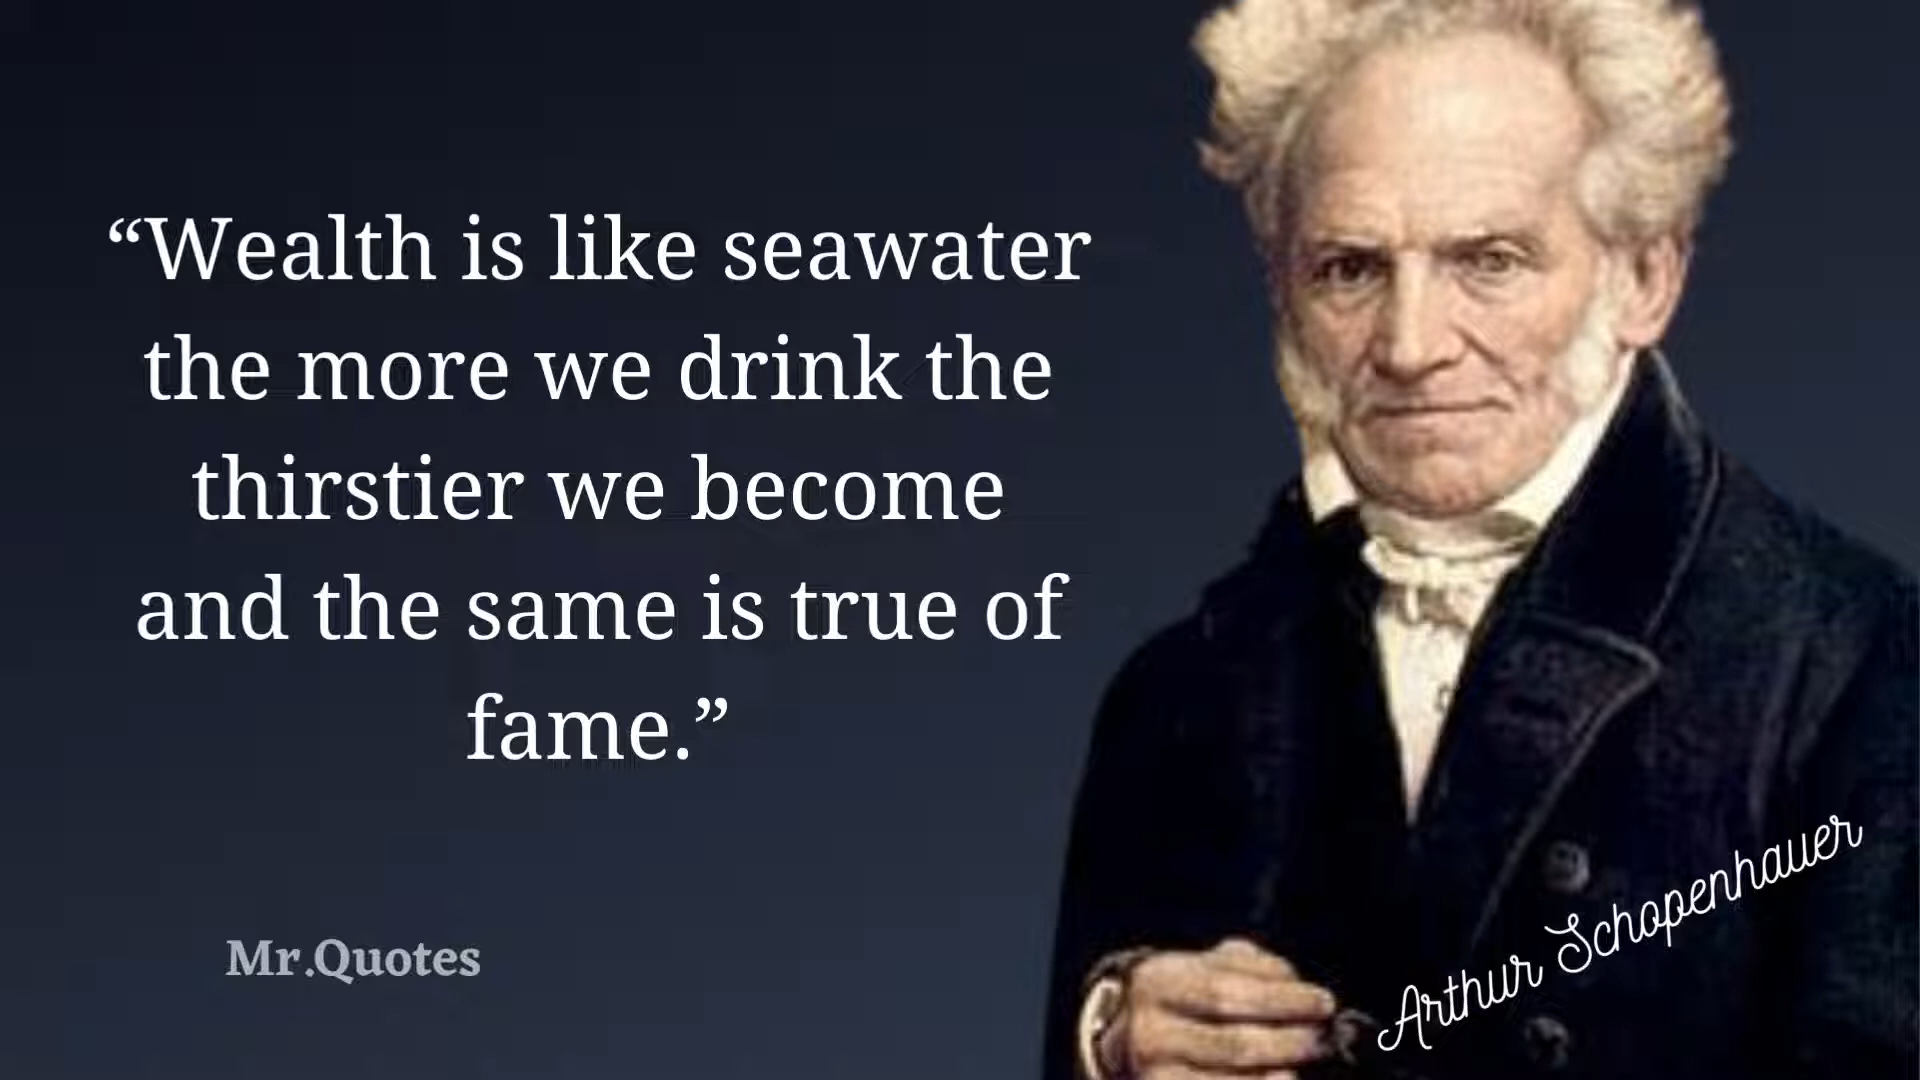 “Wealth is like seawater
the more we drink the
thirstier we become
and the same is true of
fame.”
Mr.Quotes
Arthur Schopenhauer